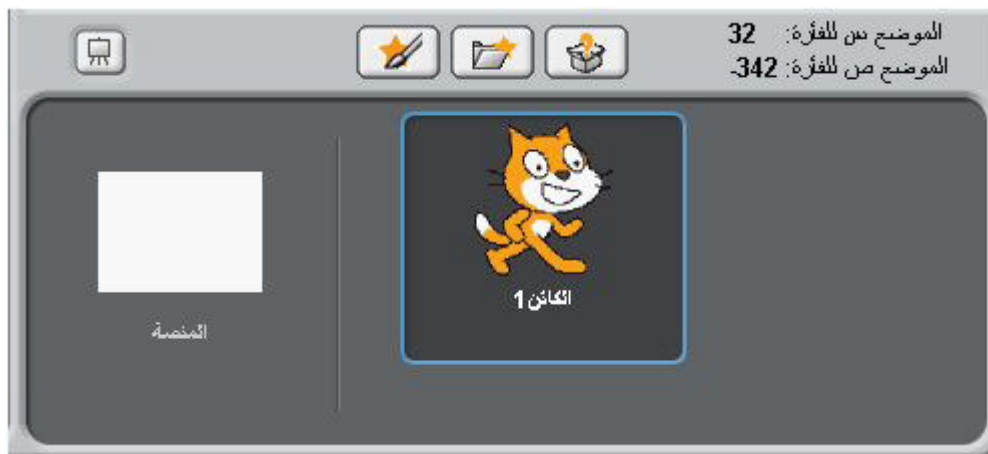 الموضع س للفأرة: 32
الموضع ص للفأرة: 342-
الكائن1
المنصة